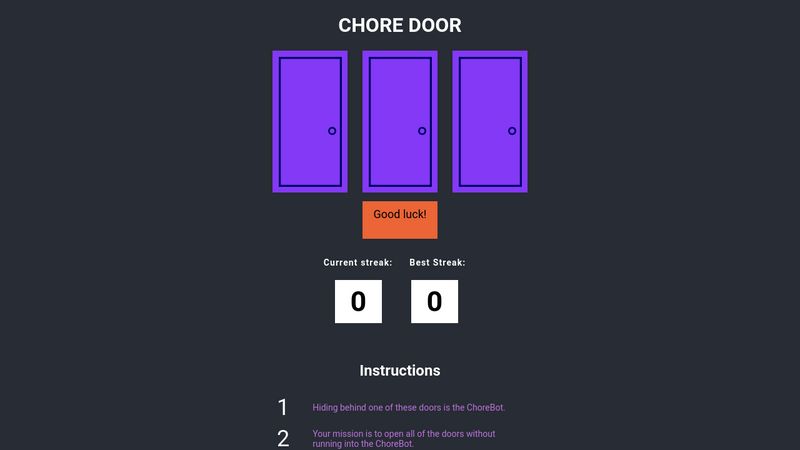 CHORE DOOR
Good luck!
Current streak: Best Streak:
0 0
Instructions
1 Hiding behind one of these doors is the ChoreBot.
2 Your mission is to open all of the doors without
running into the ChoreBot.